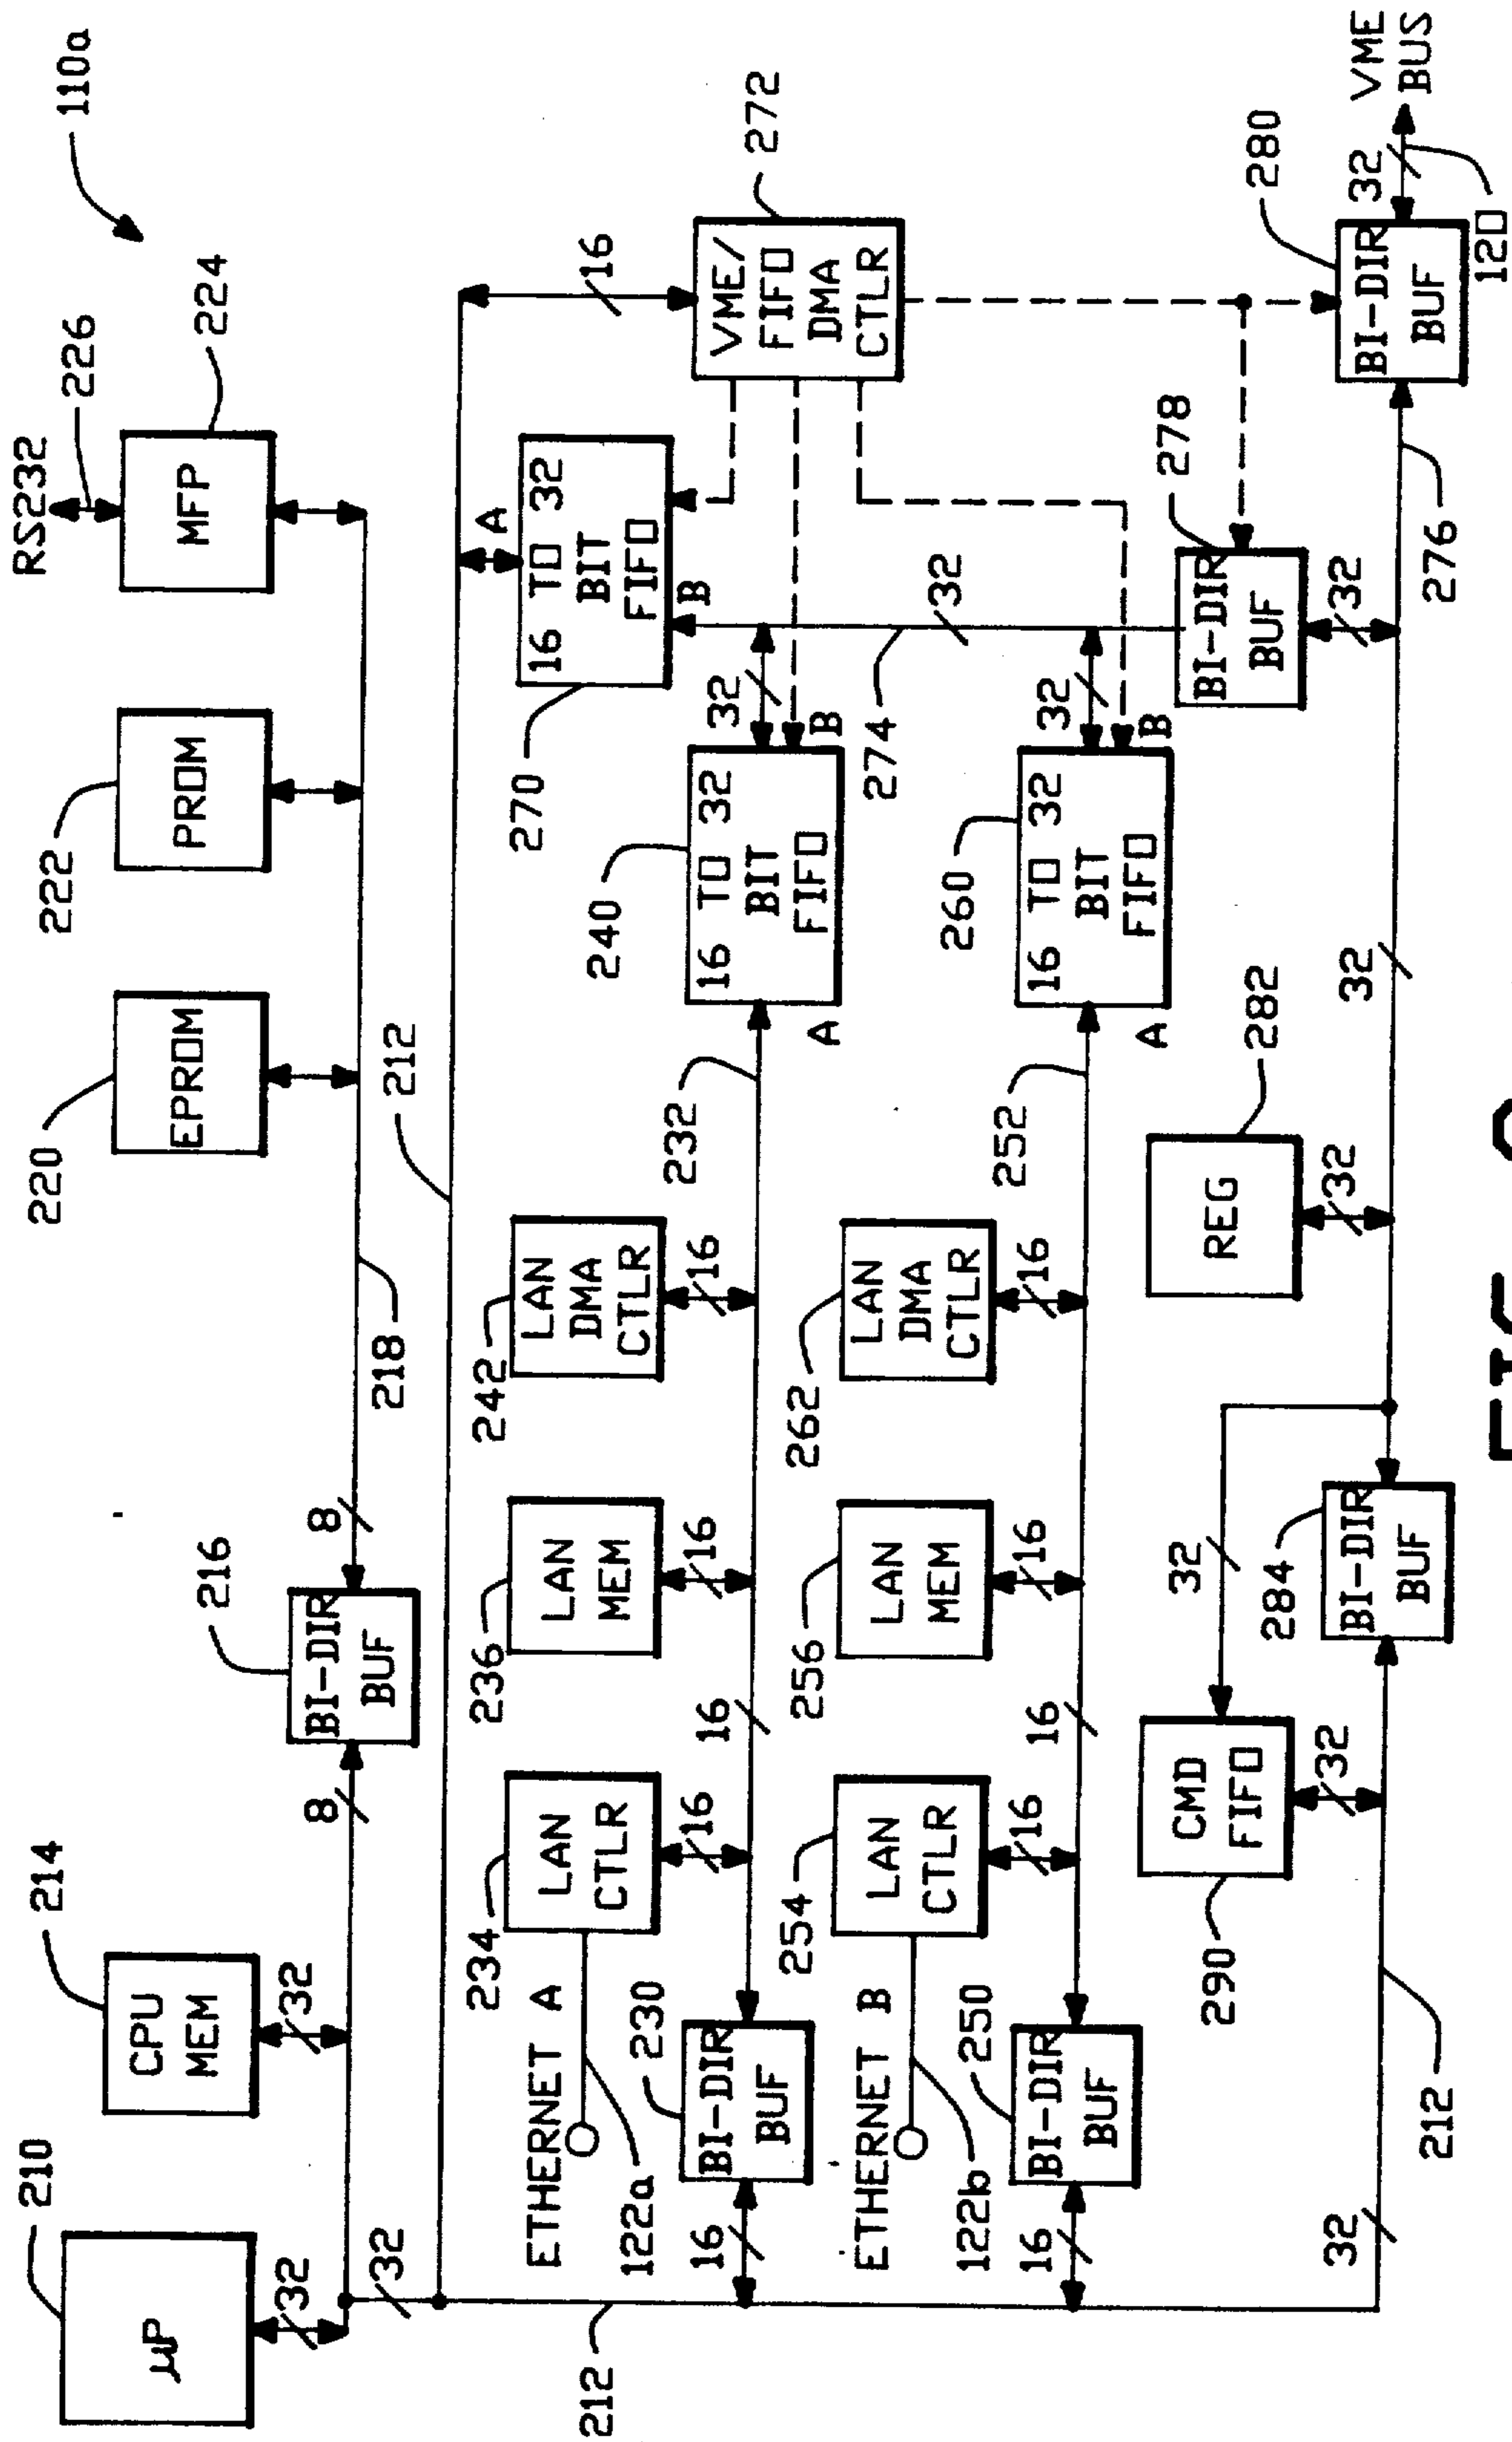 110a
RS232
226
224
MFP
222
PROM
220
EPROM
218
212
216
BI-DIR
BUF
8
8
214
CPU
MEM
32
210
µP
32
32
A
16 TO 32
BIT
FIFO
B
270
16
VME/
FIFO
DMA
CTLR
272
ETHERNET A
122a
234
LAN
CTLR
16
236
LAN
MEM
16
242
LAN
DMA
CTLR
16
230
BI-DIR
BUF
16
16
232
240
16 TO 32
BIT
FIFO
A
B
32
274
32
ETHERNET B
122b
254
LAN
CTLR
16
256
LAN
MEM
16
262
LAN
DMA
CTLR
16
250
BI-DIR
BUF
16
16
252
260
16 TO 32
BIT
FIFO
A
B
32
278
BI-DIR
BUF
32
280
BI-DIR
BUF
32
VME
BUS
120
276
290
CMD
FIFO
32
32
284
BI-DIR
BUF
REG
282
32
32
212
32
212